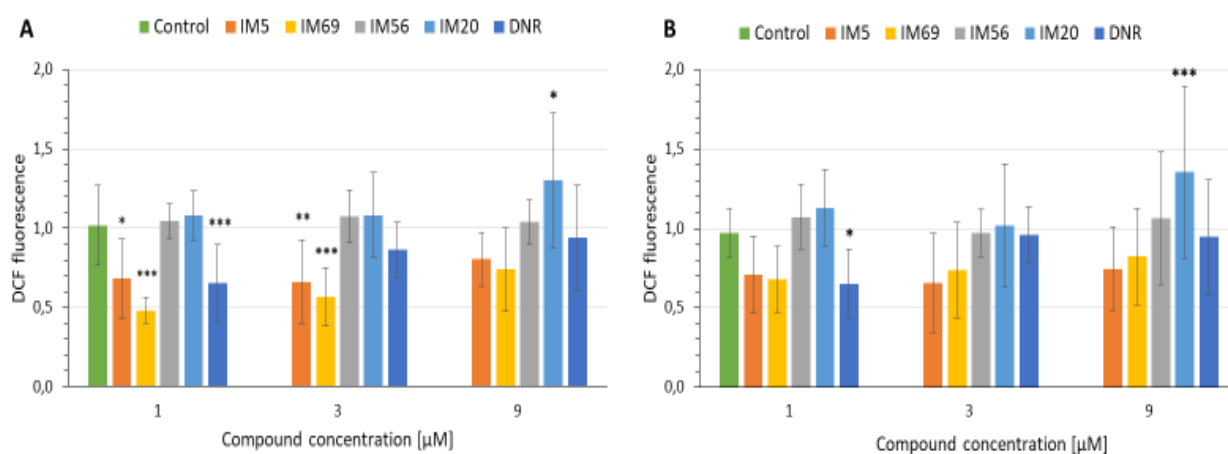 A
Control IM5 IM69 IM56 IM20 DNR
2,0
1,5
1,0
0,5
0,0
DCF fluorescence
* *** *** ** *** *
1 3 9
Compound concentration [µM]
B
Control IM5 IM69 IM56 IM20 DNR
2,0
1,5
1,0
0,5
0,0
DCF fluorescence
* ***
1 3 9
Compound concentration [µM]